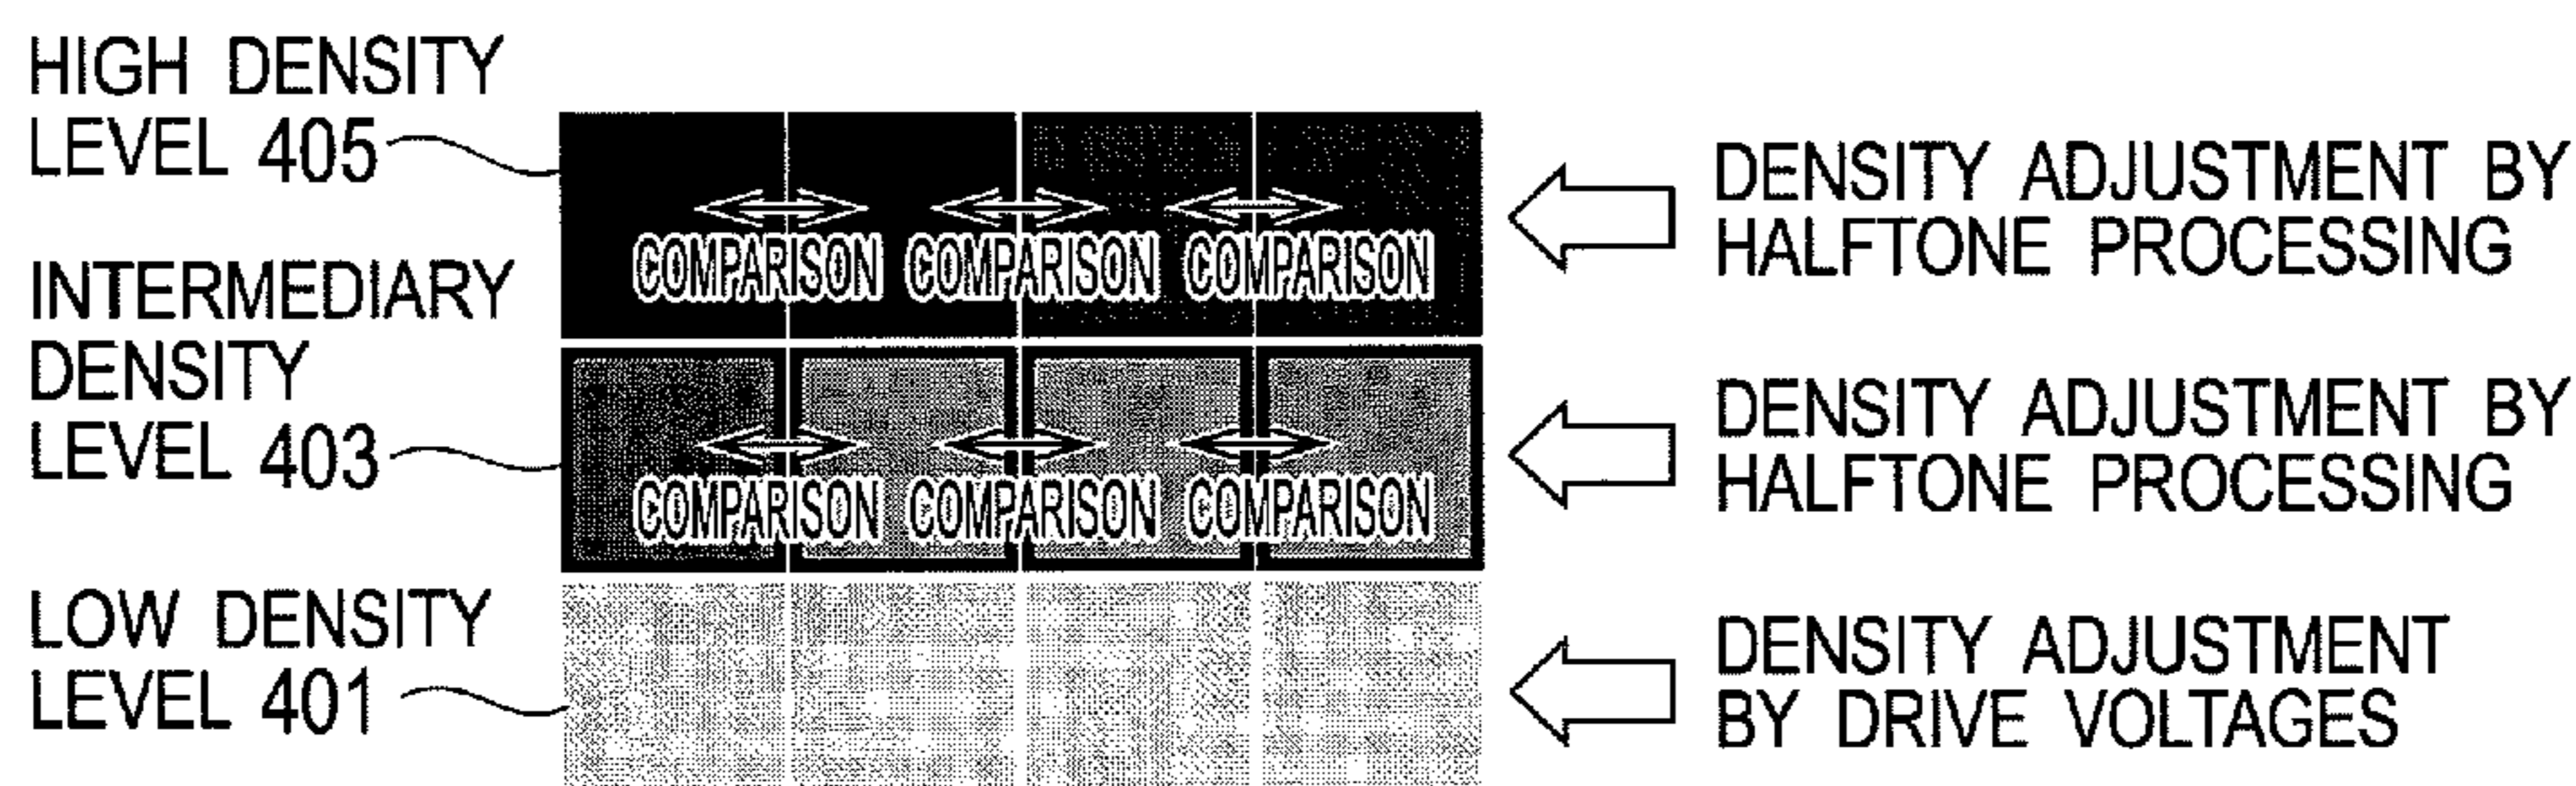 HIGH DENSITY
LEVEL 405
COMPARISON COMPARISON COMPARISON
DENSITY ADJUSTMENT BY
HALFTONE PROCESSING
INTERMEDIARY
DENSITY
LEVEL 403
COMPARISON COMPARISON COMPARISON
DENSITY ADJUSTMENT BY
HALFTONE PROCESSING
LOW DENSITY
LEVEL 401
DENSITY ADJUSTMENT
BY DRIVE VOLTAGES